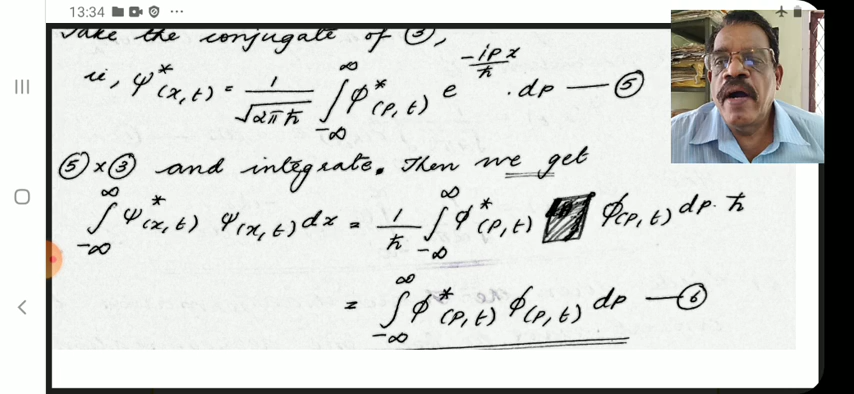 13:34
Take the conjugate of ③,
ie, ψ*(x,t) = 1/√2πħ ∫_{-∞}^{∞} φ*(p,t) e^{-ipx/ħ} . dp — ⑤
⑤ x ③ and integrate. Then we get
∫_{-∞}^{∞} ψ*(x,t) ψ(x,t) dx = 1/ħ ∫_{-∞}^{∞} φ*(p,t) φ(p,t) dp. ħ
= ∫_{-∞}^{∞} φ*(p,t) φ(p,t) dp — ⑥